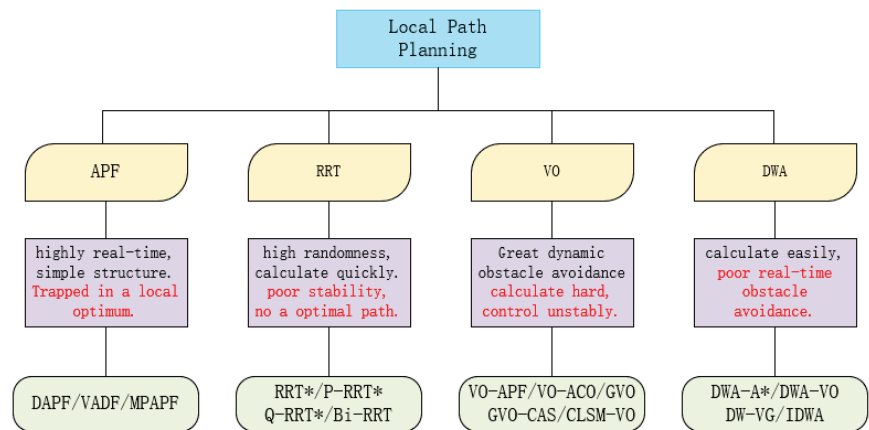 Local Path
Planning
APF
RRT
VO
DWA
highly real-time,
simple structure.
Trapped in a local
optimum.
high randomness,
calculate quickly.
poor stability,
no a optimal path.
Great dynamic
obstacle avoidance
calculate hard,
control unstably.
calculate easily,
poor real-time
obstacle
avoidance.
DAPF/VADF/MPAPF
RRT*/P-RRT*
Q-RRT*/Bi-RRT
VO-APF/VO-ACO/GVO
GVO-CAS/CLSM-VO
DWA-A*/DWA-VO
DW-VG/IDWA